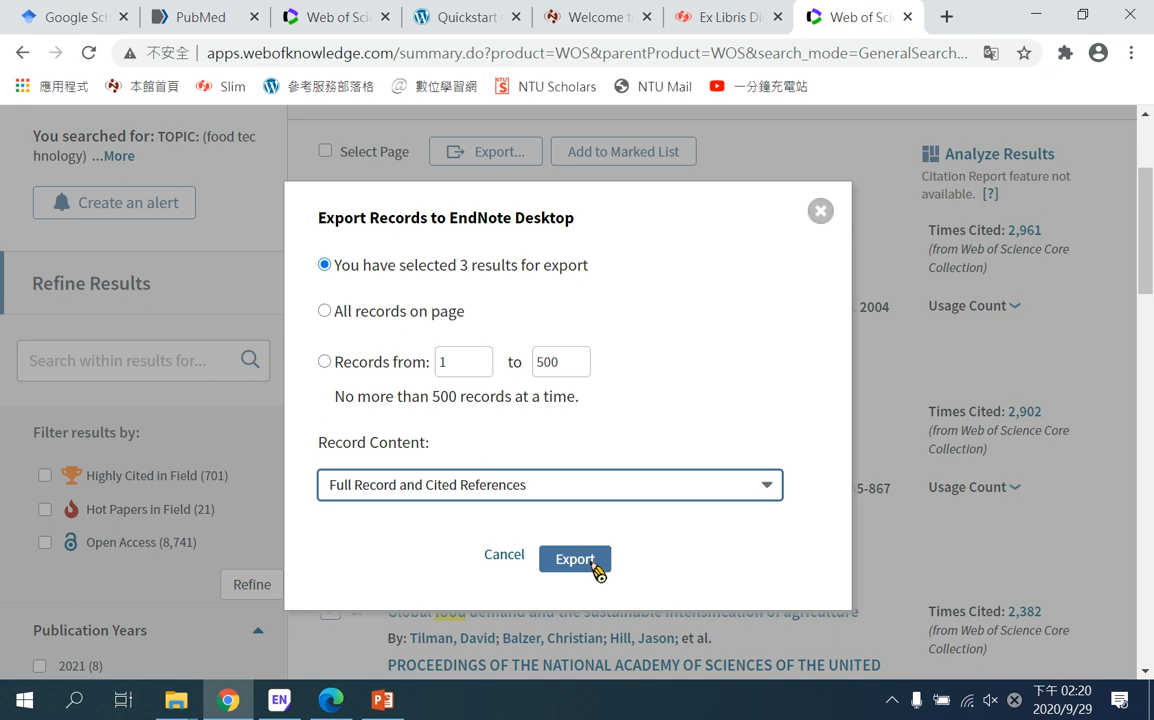 Google Sch
PubMed
Web of Sci
Quickstart
Welcome t
Ex Libris Di
Web of Sci
不安全
apps.webofknowledge.com/summary.do?product=WOS&parentProduct=WOS&search_mode=GeneralSearch...
應用程式
本館首頁
Slim
參考服務部落格
數位學習網
NTU Scholars
NTU Mail
一分鐘充電站
You searched for: TOPIC: (food tec
hnology) ...More
Create an alert
Refine Results
Search within results for...
Filter results by:
Highly Cited in Field (701)
Hot Papers in Field (21)
Open Access (8,741)
Refine
Publication Years
2021 (8)
Select Page
Export...
Add to Marked List
Export Records to EndNote Desktop
You have selected 3 results for export
All records on page
Records from: 1 to 500
No more than 500 records at a time.
Record Content:
Full Record and Cited References
Cancel
Export
2004
5-867
Global food demand and the sustainable intensification of agriculture
By: Tilman, David; Balzer, Christian; Hill, Jason; et al.
PROCEEDINGS OF THE NATIONAL ACADEMY OF SCIENCES OF THE UNITED
Analyze Results
Citation Report feature not
available. [?]
Times Cited: 2,961
(from Web of Science Core
Collection)
Usage Count
Times Cited: 2,902
(from Web of Science Core
Collection)
Usage Count
Times Cited: 2,382
(from Web of Science Core
Collection)
EN
下午 02:20
2020/9/29